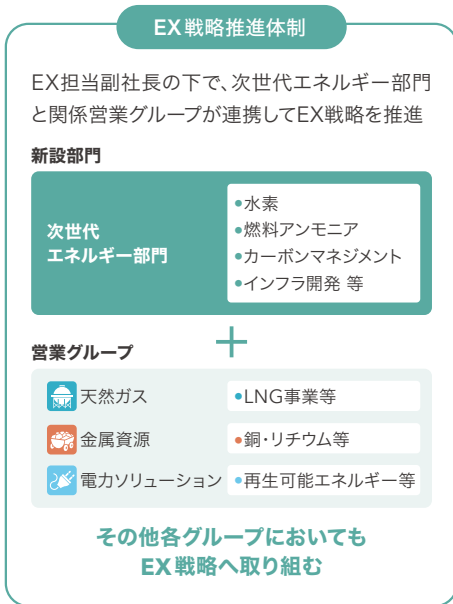 EX戦略推進体制
EX担当副社長の下で、次世代エネルギー部門
と関係営業グループが連携してEX戦略を推進
新設部門
次世代
エネルギー部門
•水素
•燃料アンモニア
•カーボンマネジメント
•インフラ開発 等
+
営業グループ
天然ガス
•LNG事業等
金属資源
•銅・リチウム等
電力ソリューション
•再生可能エネルギー等
その他各グループにおいても
EX戦略へ取り組む